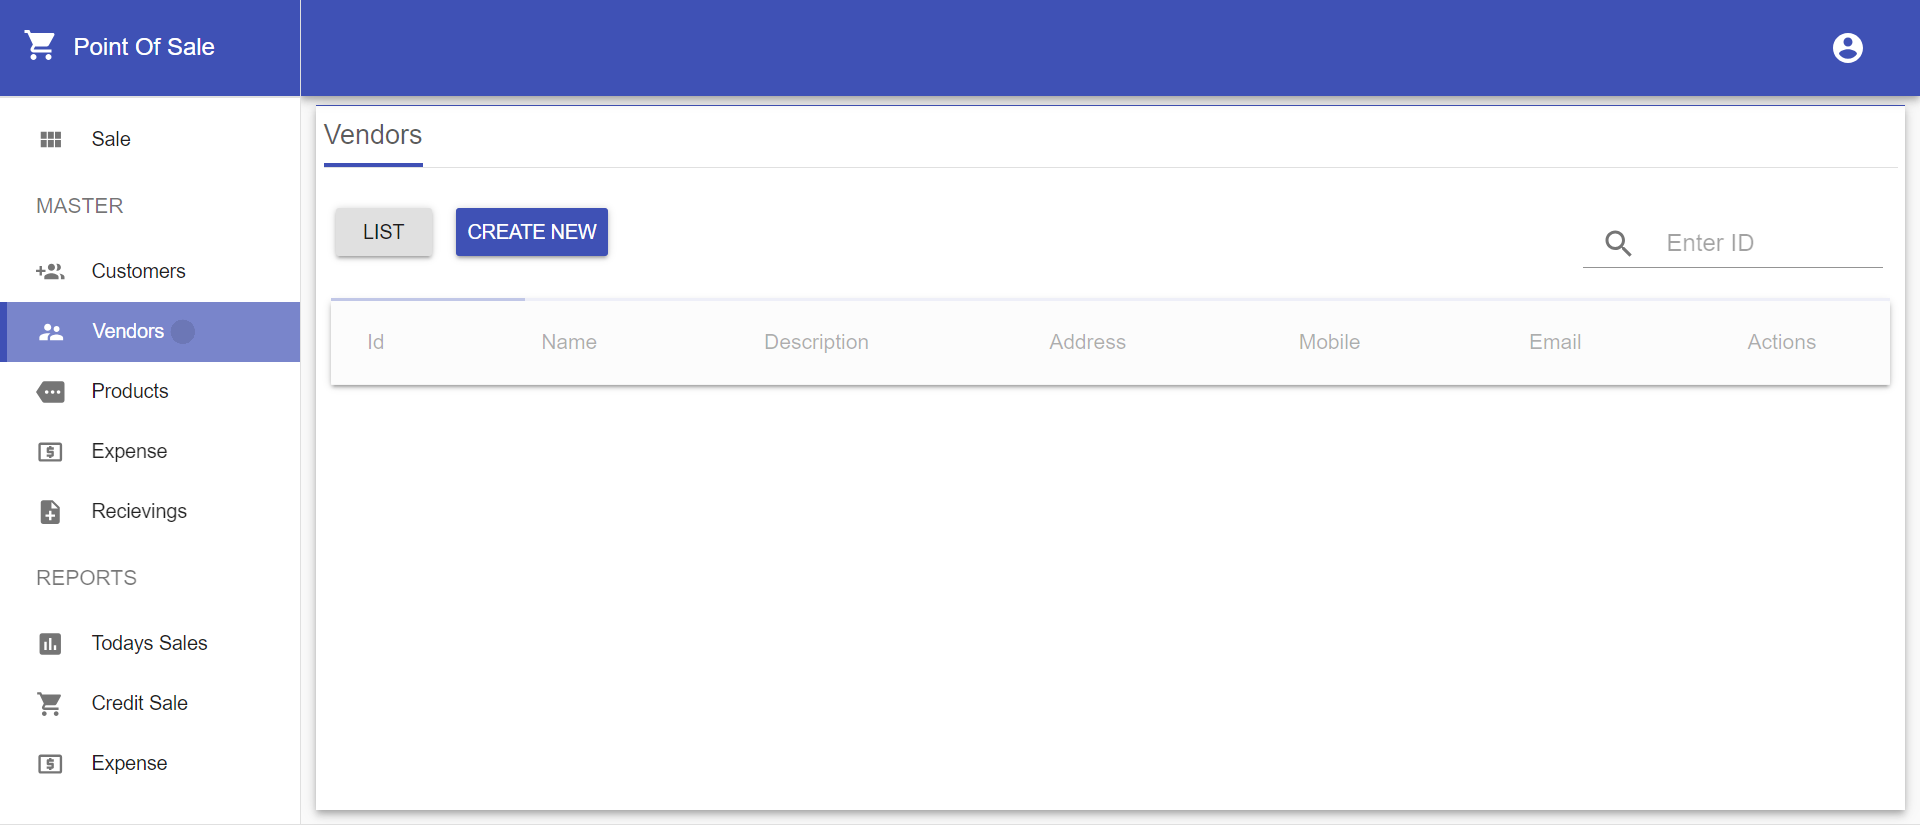 Point Of Sale
Sale
MASTER
Customers
Vendors
Products
Expense
Recievings
REPORTS
Todays Sales
Credit Sale
Expense
Vendors
LIST CREATE NEW
Enter ID
Id Name Description Address Mobile Email Actions